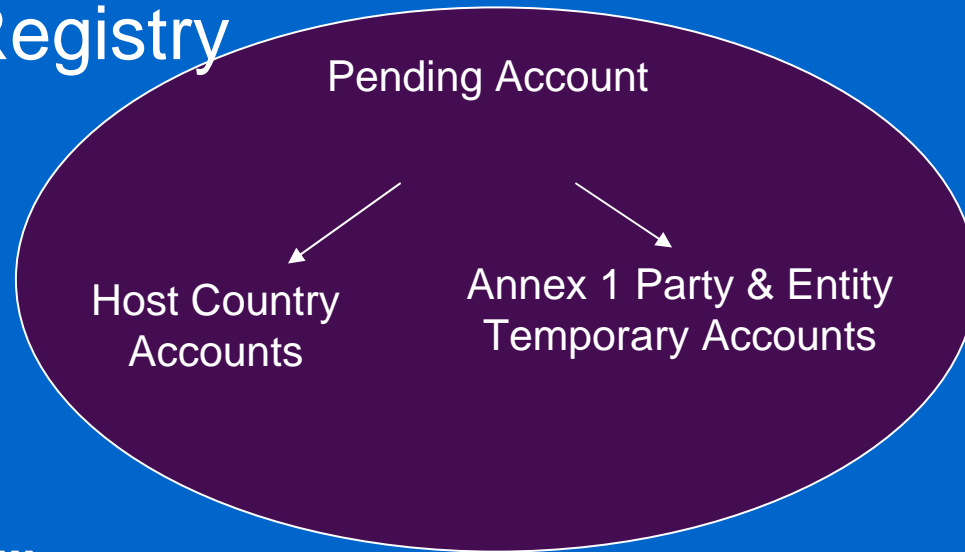 Registry
Pending Account
Host Country
Accounts
Annex 1 Party & Entity
Temporary Accounts